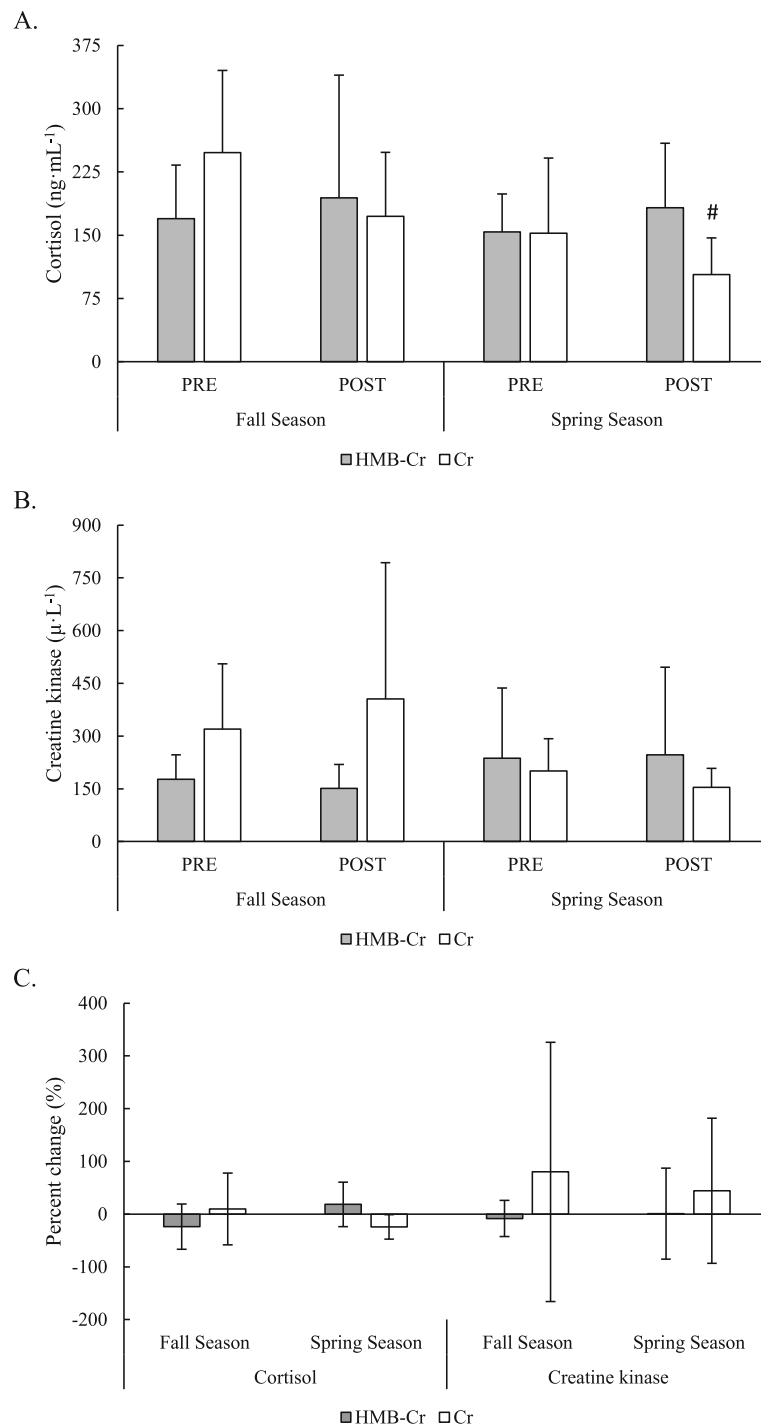 A.
375
300
225
150
75
0
Cortisol (ng·mL⁻¹)
#
PRE POST PRE POST
Fall Season Spring Season
HMB-Cr Cr
B.
900
750
600
450
300
150
0
Creatine kinase (µ·L⁻¹)
PRE POST PRE POST
Fall Season Spring Season
HMB-Cr Cr
C.
400
300
200
100
0
-100
-200
Percent change (%)
Fall Season Spring Season Fall Season Spring Season
Cortisol Creatine kinase
HMB-Cr Cr